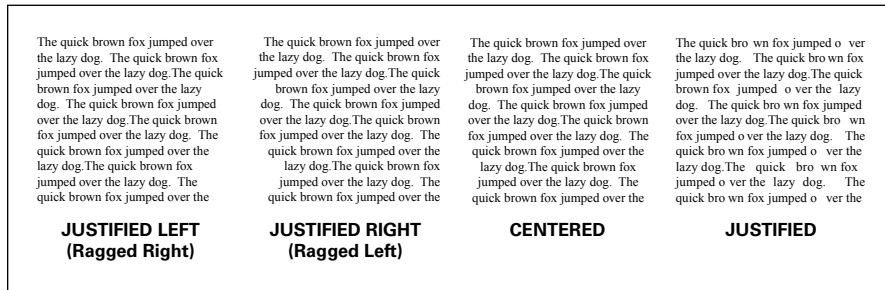 The quick brown fox jumped over
the lazy dog.  The quick brown fox
jumped over the lazy dog.The quick
brown fox jumped over the lazy
dog.  The quick brown fox jumped
over the lazy dog.The quick brown
fox jumped over the lazy dog.  The
quick brown fox jumped over the
lazy dog.The quick brown fox
jumped over the lazy dog.  The
quick brown fox jumped over the
JUSTIFIED LEFT
(Ragged Right)
The quick brown fox jumped over
the lazy dog.  The quick brown fox
jumped over the lazy dog.The quick
brown fox jumped over the lazy
dog.  The quick brown fox jumped
over the lazy dog.The quick brown
fox jumped over the lazy dog.  The
quick brown fox jumped over the
lazy dog.The quick brown fox
jumped over the lazy dog.  The
quick brown fox jumped over the
JUSTIFIED RIGHT
(Ragged Left)
The quick brown fox jumped over
the lazy dog.  The quick brown fox
jumped over the lazy dog.The quick
brown fox jumped over the lazy
dog.  The quick brown fox jumped
over the lazy dog.The quick brown
fox jumped over the lazy dog.  The
quick brown fox jumped over the
lazy dog.The quick brown fox
jumped over the lazy dog.  The
quick brown fox jumped over the
CENTERED
The quick bro wn fox jumped o ver
the lazy dog.  The quick bro wn fox
jumped over the lazy dog.The quick
brown fox jumped o ver the lazy
dog.  The quick bro wn fox jumped
over the lazy dog.The quick bro wn
fox jumped o ver the lazy dog.  The
quick bro wn fox jumped o ver the
lazy dog.The quick bro wn fox
jumped o ver the lazy dog.  The
quick bro wn fox jumped o ver the
JUSTIFIED